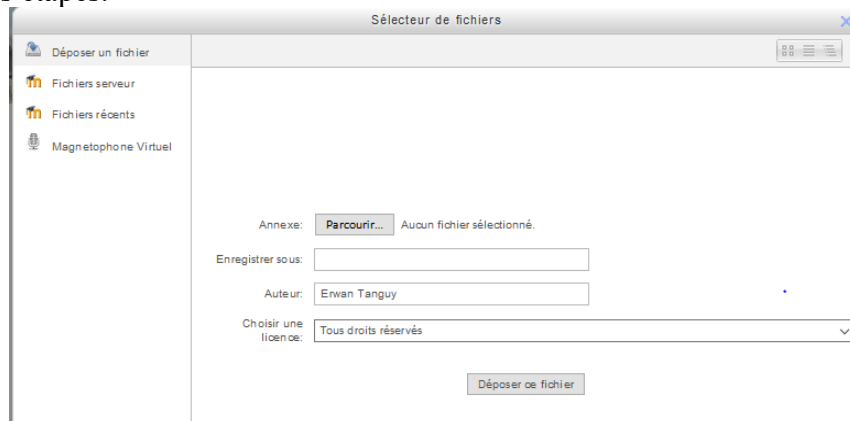 s étapes.
Sélecteur de fichiers
Déposer un fichier
Fichiers serveur
Fichiers récents
Magnetophone Virtuel
Annexe: Parcourir... Aucun fichier sélectionné.
Enregistrer sous:
Auteur: Erwan Tanguy
Choisir une
licence: Tous droits réservés
Déposer ce fichier